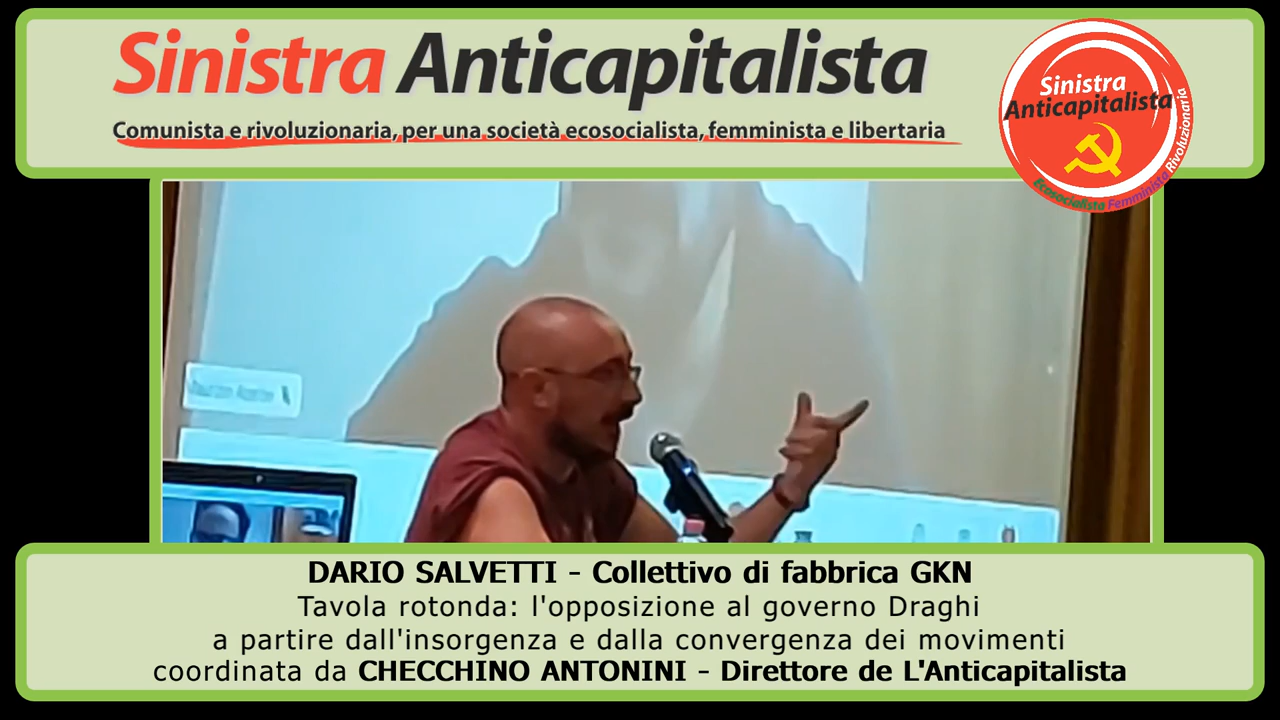 Sinistra Anticapitalista
Comunista e rivoluzionaria, per una società ecosocialista, femminista e libertaria
Sinistra
Anticapitalista
Ecosocialista Femminista Rivoluzionaria
DARIO SALVETTI - Collettivo di fabbrica GKN
Tavola rotonda: l'opposizione al governo Draghi
a partire dall'insorgenza e dalla convergenza dei movimenti
coordinata da CHECCHINO ANTONINI - Direttore de L'Anticapitalista